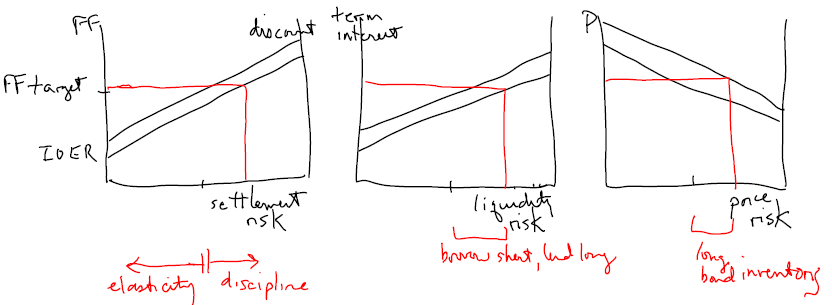 FF
discount
FF target
IOER
settlement
risk
elasticity
discipline
term
interest
liquidity
risk
borrow short, lend long
P
price
risk
long
bond inventory